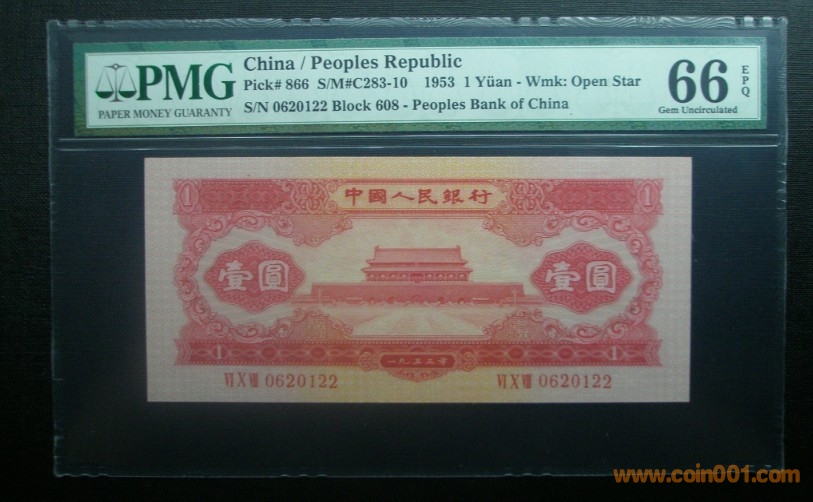 PMG
PAPER MONEY GUARANTY
China / Peoples Republic
Pick# 866 S/M#C283-10 1953 1 Yüan - Wmk: Open Star
S/N 0620122 Block 608 - Peoples Bank of China
66 EPQ
Gem Uncirculated
1 中國人民銀行 1
壹圓 壹圓
1 一九五三年 1
VI X VIII 0620122 VI X VIII 0620122
www.coin001.com